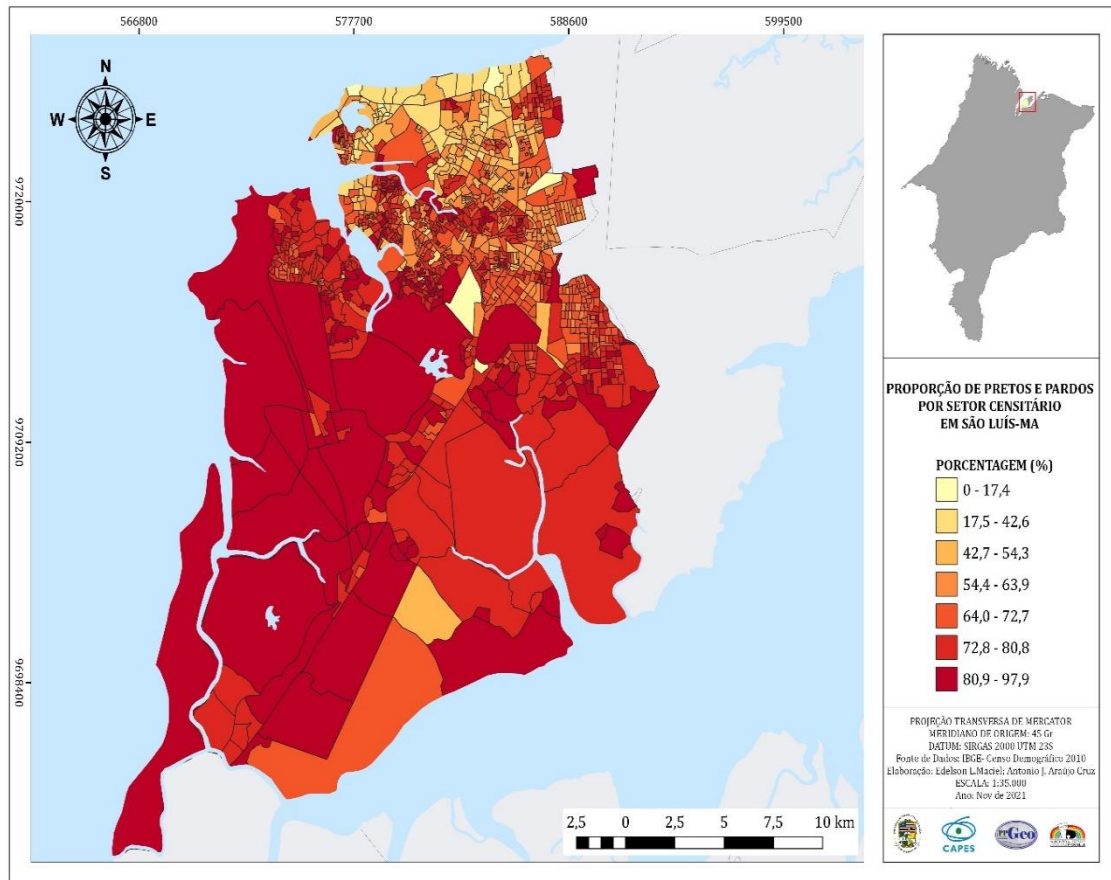 566800 577700 588600 599500
N
W E
S
9720000
9709200
9698400
2,5 0 2,5 5 7,5 10 km
PROPORÇÃO DE PRETOS E PARDOS
POR SETOR CENSITÁRIO
EM SÃO LUÍS-MA
PORCENTAGEM (%)
0 - 17,4
17,5 - 42,6
42,7 - 54,3
54,4 - 63,9
64,0 - 72,7
72,8 - 80,8
80,9 - 97,9
PROJEÇÃO TRANSVERSA DE MERCATOR
MERIDIANO DE ORIGEM: 45 Gr
DATUM: SIRGAS 2000 UTM 23S
Fonte de Dados: IBGE- Censo Demográfico 2010
Elaboração: Edelson L.Maciel; Antonio J. Araújo Cruz
ESCALA: 1:35.000
Ano: Nov de 2021
CAPES
PPGeo